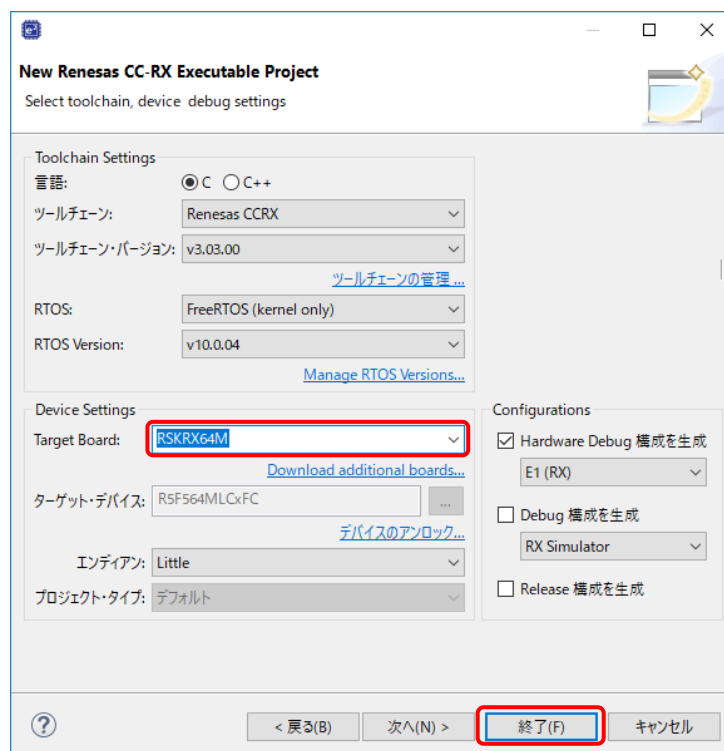 New Renesas CC-RX Executable Project
Select toolchain, device debug settings
Toolchain Settings
言語: C C++
ツールチェーン: Renesas CCRX
ツールチェーン・バージョン: v3.03.00
ツールチェーンの管理 ...
RTOS: FreeRTOS (kernel only)
RTOS Version: v10.0.04
Manage RTOS Versions...
Device Settings
Target Board: RSKRX64M
Download additional boards...
ターゲット・デバイス: R5F564MLCxFC ...
デバイスのアンロック...
エンディアン: Little
プロジェクト・タイプ: デフォルト
Configurations
Hardware Debug 構成を生成
E1 (RX)
Debug 構成を生成
RX Simulator
Release 構成を生成
? < 戻る(B) 次へ(N) > 終了(F) キャンセル